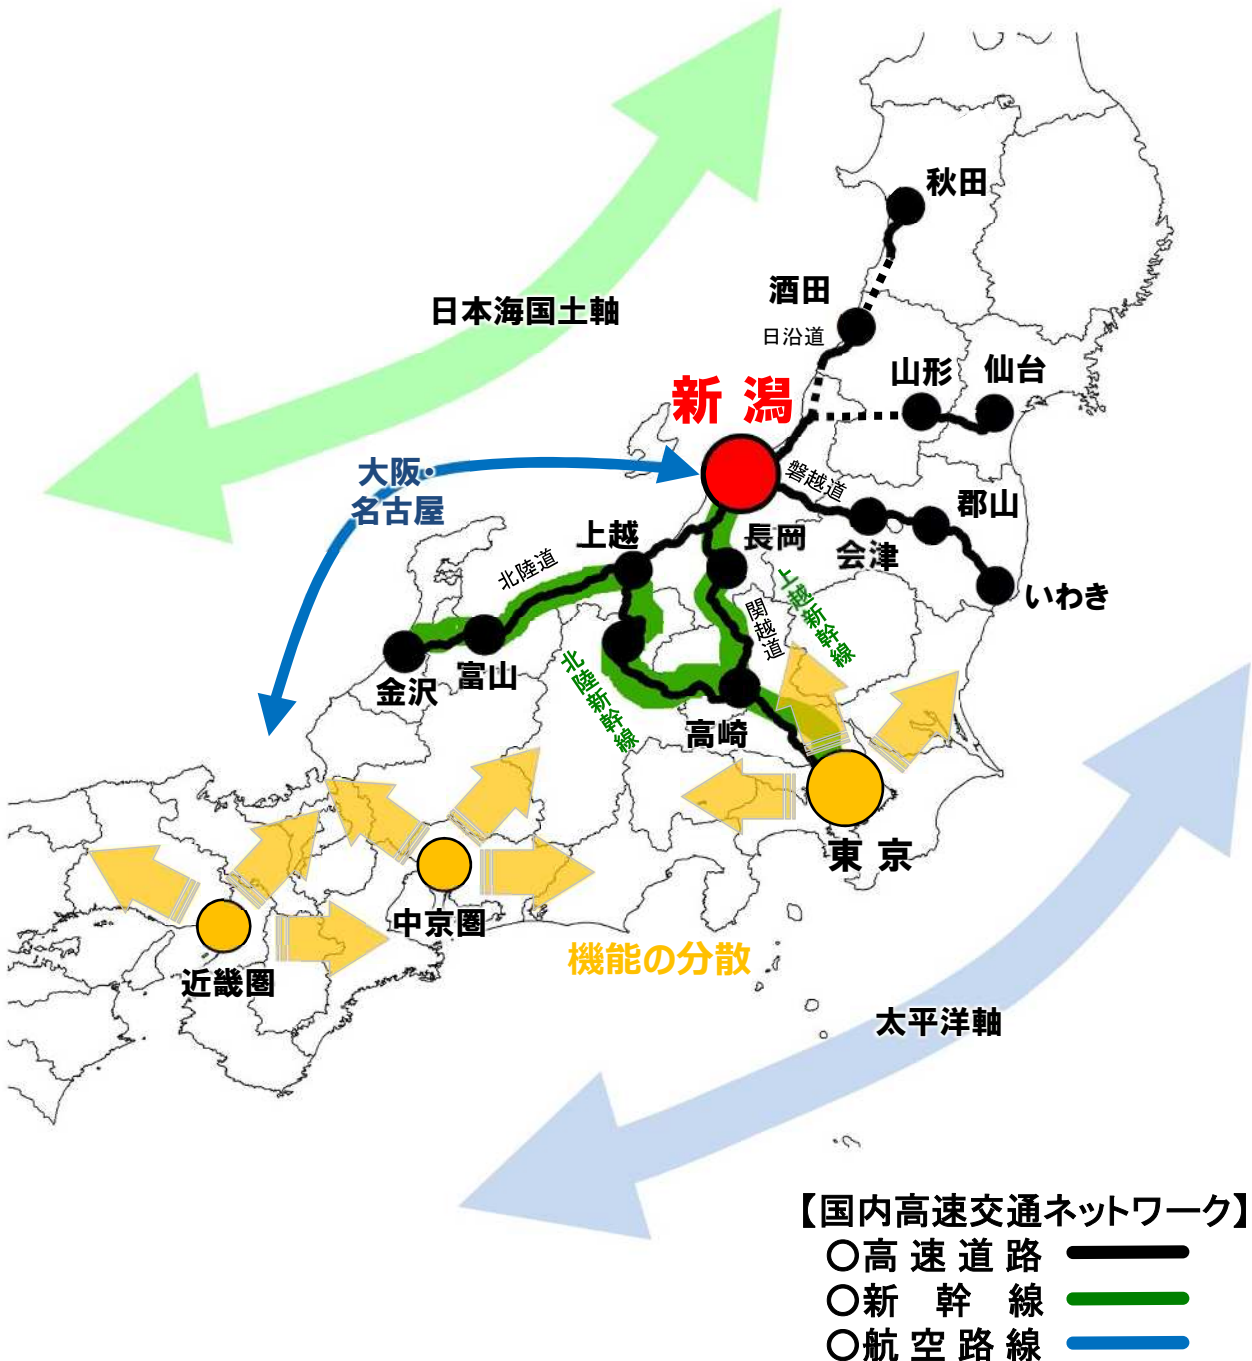 秋田
酒田
日本海国土軸
日沿道
山形
仙台
新潟
大阪・
名古屋
磐越道
郡山
長岡
上越
会津
北陸道
上越新幹線
いわき
関越道
金沢
富山
北陸新幹線
高崎
東京
中京圏
機能の分散
近畿圏
太平洋軸
【国内高速交通ネットワーク】
○高速道路
○新幹線
○航空路線